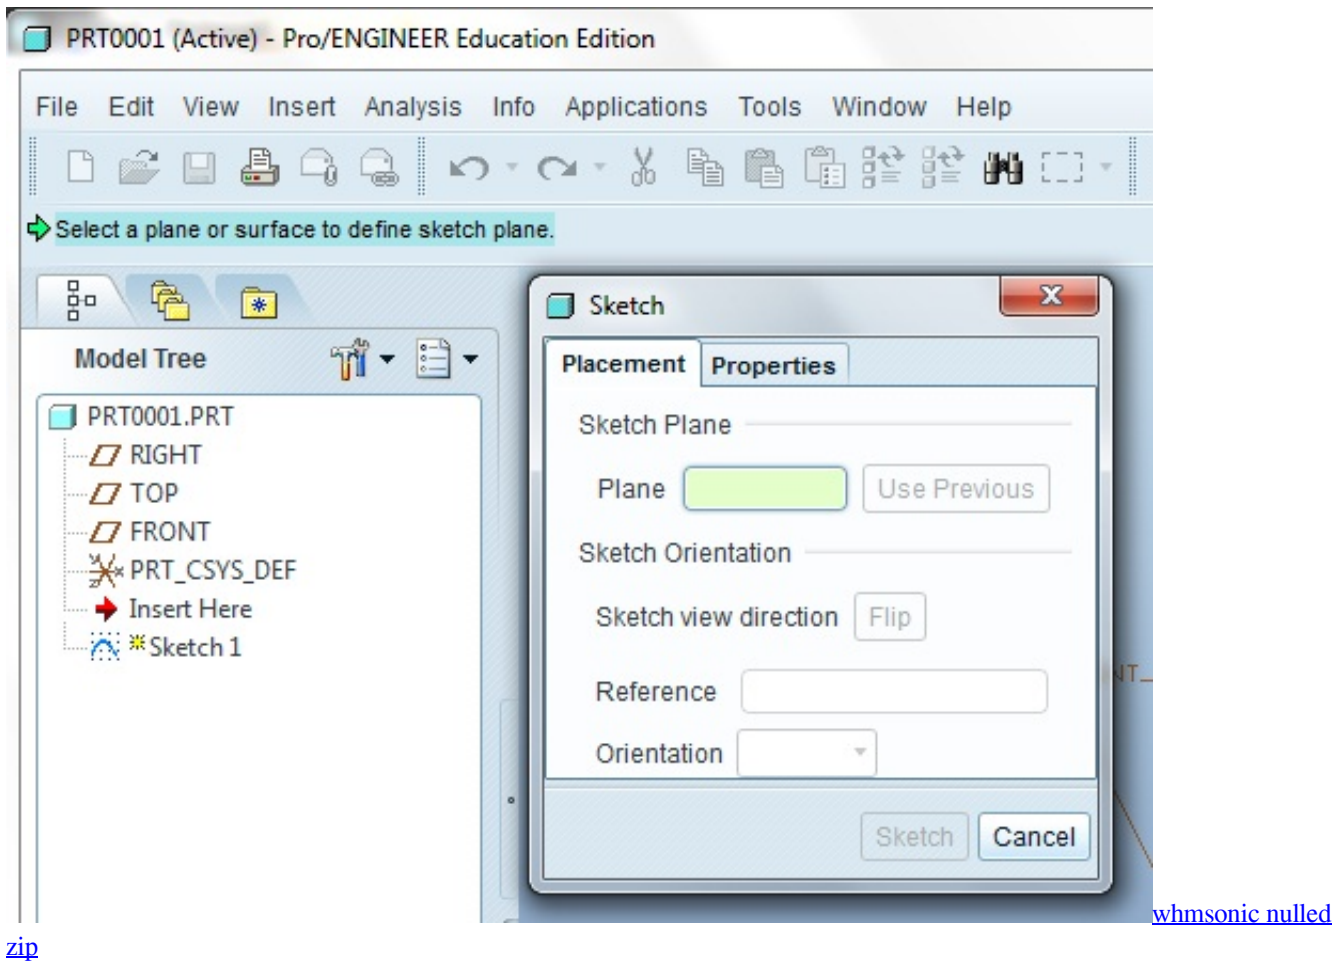 PRT0001 (Active) - Pro/ENGINEER Education Edition
File Edit View Insert Analysis Info Applications Tools Window Help
Select a plane or surface to define sketch plane.
Model Tree
PRT0001.PRT
RIGHT
TOP
FRONT
PRT_CSYS_DEF
Insert Here
Sketch 1
Sketch
Placement Properties
Sketch Plane
Plane Use Previous
Sketch Orientation
Sketch view direction Flip
Reference
Orientation
Sketch Cancel
whmsonic nulled
zip